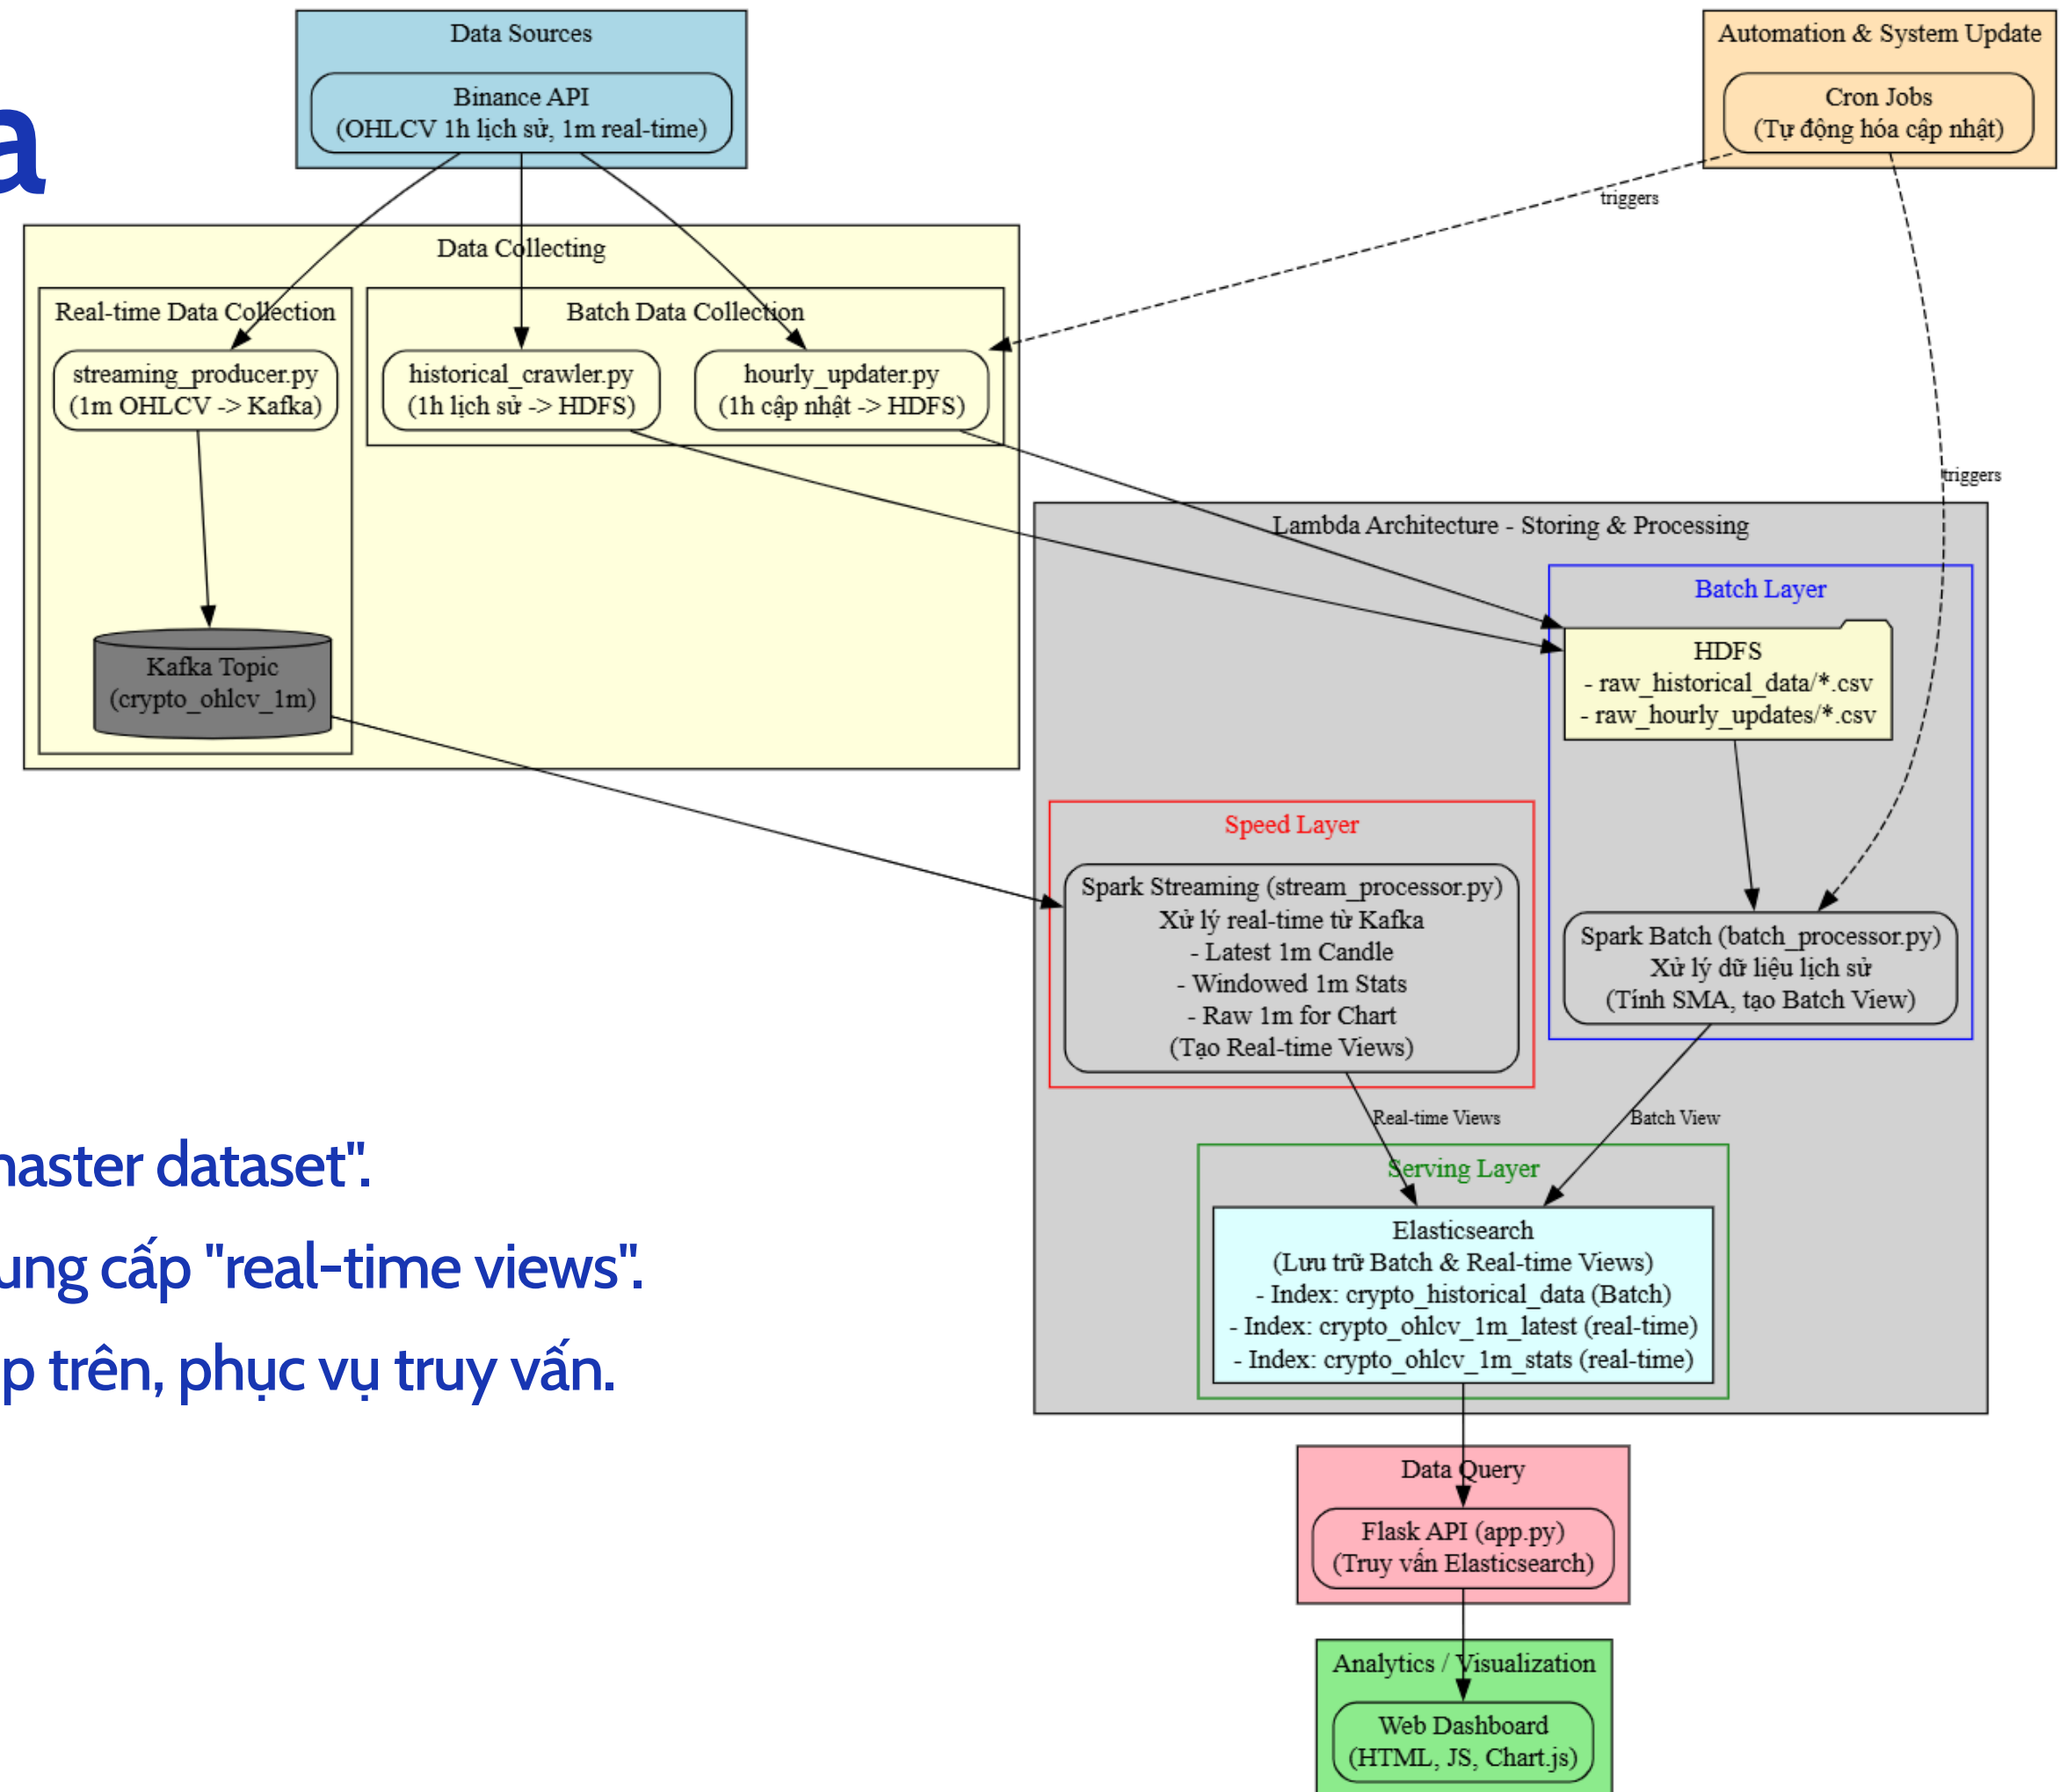 a
Data Sources
Binance API
(OHLCV 1h lịch sử, 1m real-time)
Automation & System Update
Cron Jobs
(Tự động hóa cập nhật)
triggers
triggers
Data Collecting
Real-time Data Collection
streaming_producer.py
(1m OHLCV -> Kafka)
Kafka Topic
(crypto_ohlcv_1m)
Batch Data Collection
historical_crawler.py
(1h lịch sử -> HDFS)
hourly_updater.py
(1h cập nhật -> HDFS)
Lambda Architecture - Storing & Processing
Batch Layer
HDFS
- raw_historical_data/*.csv
- raw_hourly_updates/*.csv
Spark Batch (batch_processor.py)
Xử lý dữ liệu lịch sử
(Tính SMA, tạo Batch View)
Speed Layer
Spark Streaming (stream_processor.py)
Xử lý real-time từ Kafka
- Latest 1m Candle
- Windowed 1m Stats
- Raw 1m for Chart
(Tạo Real-time Views)
Real-time Views
Batch View
Serving Layer
Elasticsearch
(Lưu trữ Batch & Real-time Views)
- Index: crypto_historical_data (Batch)
- Index: crypto_ohlcv_1m_latest (real-time)
- Index: crypto_ohlcv_1m_stats (real-time)
Data Query
Flask API (app.py)
(Truy vấn Elasticsearch)
Analytics / Visualization
Web Dashboard
(HTML, JS, Chart.js)
dataset".
cấp "real-time views".
trên, phục vụ truy vấn.